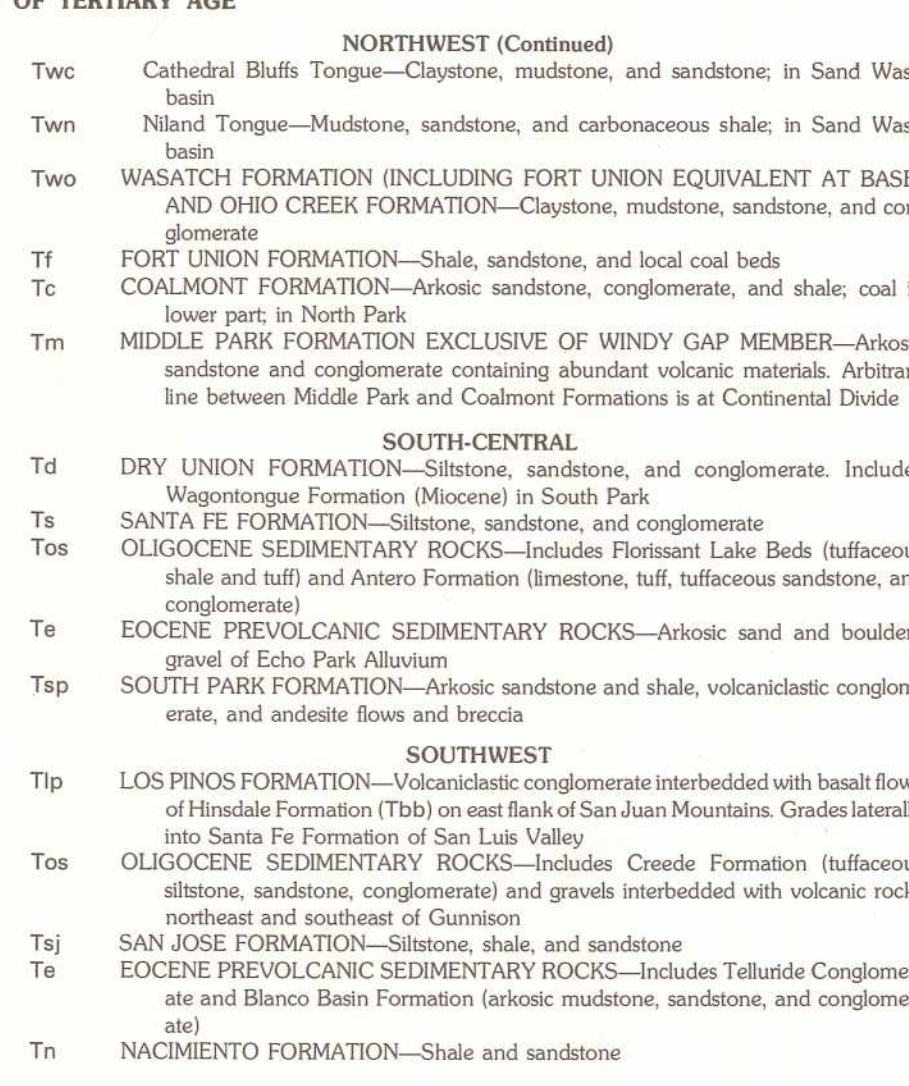 OF TERTIARY AGE
NORTHWEST (Continued)
Twc Cathedral Bluffs Tongue—Claystone, mudstone, and sandstone; in Sand Was
basin
Twn Niland Tongue—Mudstone, sandstone, and carbonaceous shale; in Sand Was
basin
Two WASATCH FORMATION (INCLUDING FORT UNION EQUIVALENT AT BASE
AND OHIO CREEK FORMATION—Claystone, mudstone, sandstone, and con
glomerate
Tf FORT UNION FORMATION—Shale, sandstone, and local coal beds
Tc COALMONT FORMATION—Arkosic sandstone, conglomerate, and shale; coal i
lower part; in North Park
Tm MIDDLE PARK FORMATION EXCLUSIVE OF WINDY GAP MEMBER—Arkos
sandstone and conglomerate containing abundant volcanic materials. Arbitrar
line between Middle Park and Coalmont Formations is at Continental Divide
SOUTH-CENTRAL
Td DRY UNION FORMATION—Siltstone, sandstone, and conglomerate. Include
Wagontongue Formation (Miocene) in South Park
Ts SANTA FE FORMATION—Siltstone, sandstone, and conglomerate
Tos OLIGOCENE SEDIMENTARY ROCKS—Includes Florissant Lake Beds (tuffaceou
shale and tuff) and Antero Formation (limestone, tuff, tuffaceous sandstone, an
conglomerate)
Te EOCENE PREVOLCANIC SEDIMENTARY ROCKS—Arkosic sand and boulder
gravel of Echo Park Alluvium
Tsp SOUTH PARK FORMATION—Arkosic sandstone and shale, volcaniclastic conglom
erate, and andesite flows and breccia
SOUTHWEST
Tlp LOS PINOS FORMATION—Volcaniclastic conglomerate interbedded with basalt flow
of Hinsdale Formation (Tbb) on east flank of San Juan Mountains. Grades laterall
into Santa Fe Formation of San Luis Valley
Tos OLIGOCENE SEDIMENTARY ROCKS—Includes Creede Formation (tuffaceou
siltstone, sandstone, conglomerate) and gravels interbedded with volcanic rock
northeast and southeast of Gunnison
Tsj SAN JOSE FORMATION—Siltstone, shale, and sandstone
Te EOCENE PREVOLCANIC SEDIMENTARY ROCKS—Includes Telluride Conglome
ate and Blanco Basin Formation (arkosic mudstone, sandstone, and conglome
ate)
Tn NACIMIENTO FORMATION—Shale and sandstone